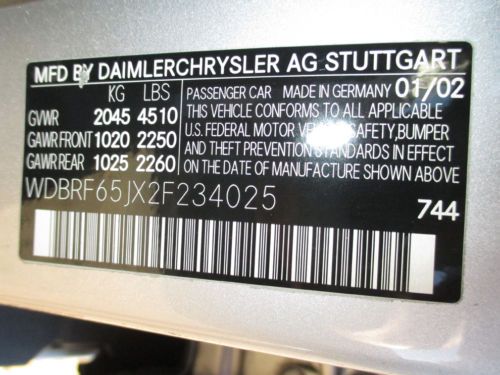 MFD BY DAIMLERCHRYSLER AG STUTTGART
KG LBS
GVWR 2045 4510
GAWR FRONT 1020 2250
GAWR REAR 1025 2260
PASSENGER CAR MADE IN GERMANY 01/02
THIS VEHICLE CONFORMS TO ALL APPLICABLE
U.S. FEDERAL MOTOR VEHICLE SAFETY, BUMPER
AND THEFT PREVENTION STANDARDS IN EFFECT
ON THE DATE OF MANUFACTURE SHOWN ABOVE
WDBRF65JX2F234025
744